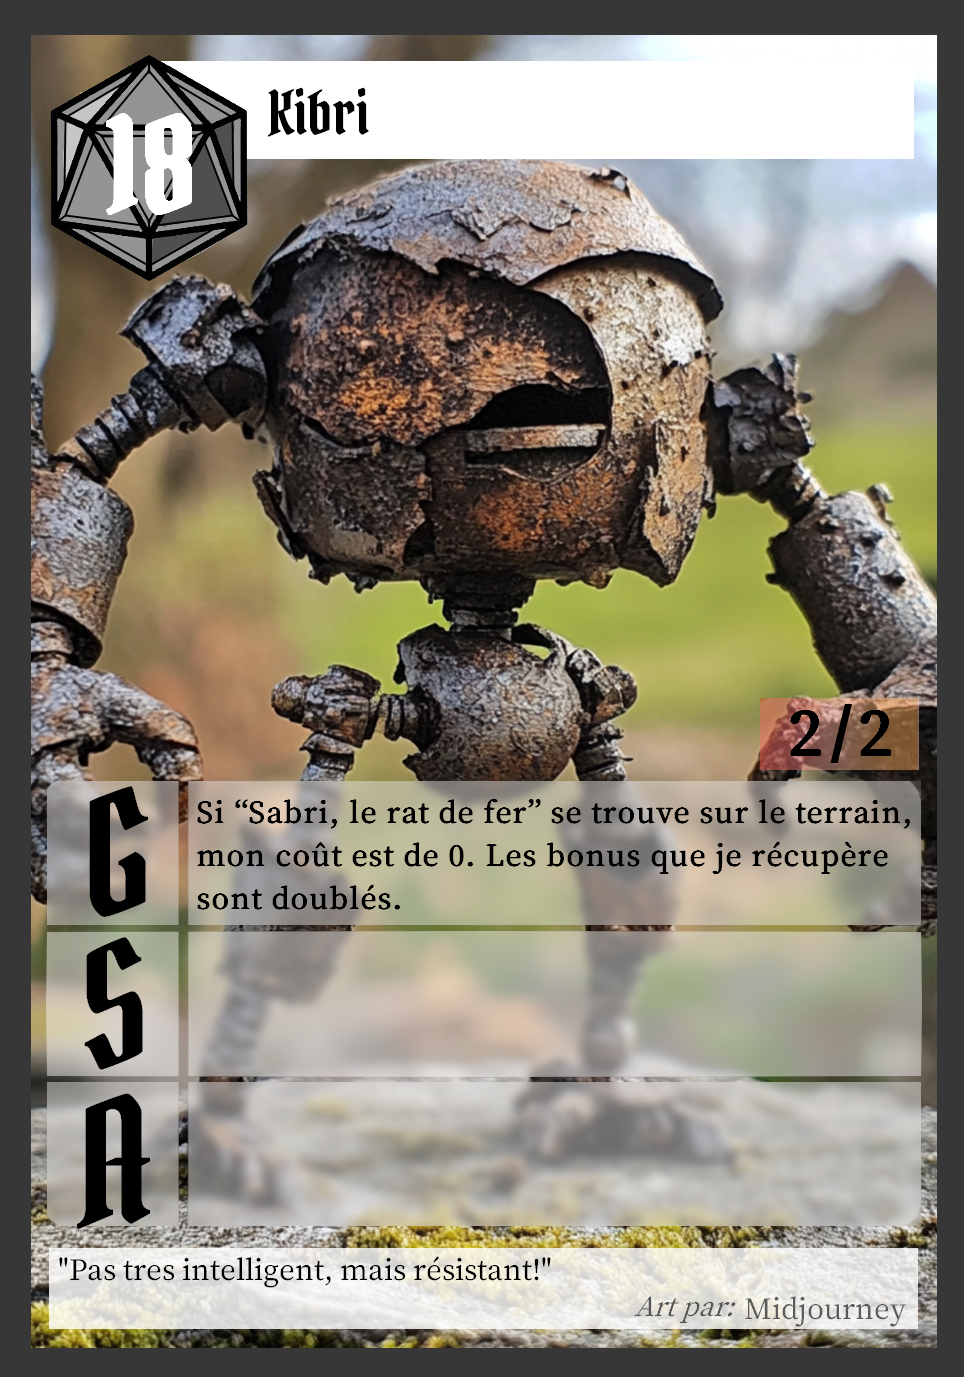 18
Kibri
2/2
G
Si “Sabri, le rat de fer” se trouve sur le terrain,
mon coût est de 0. Les bonus que je récupère
sont doublés.
S
A
"Pas tres intelligent, mais résistant!"
Art par: Midjourney